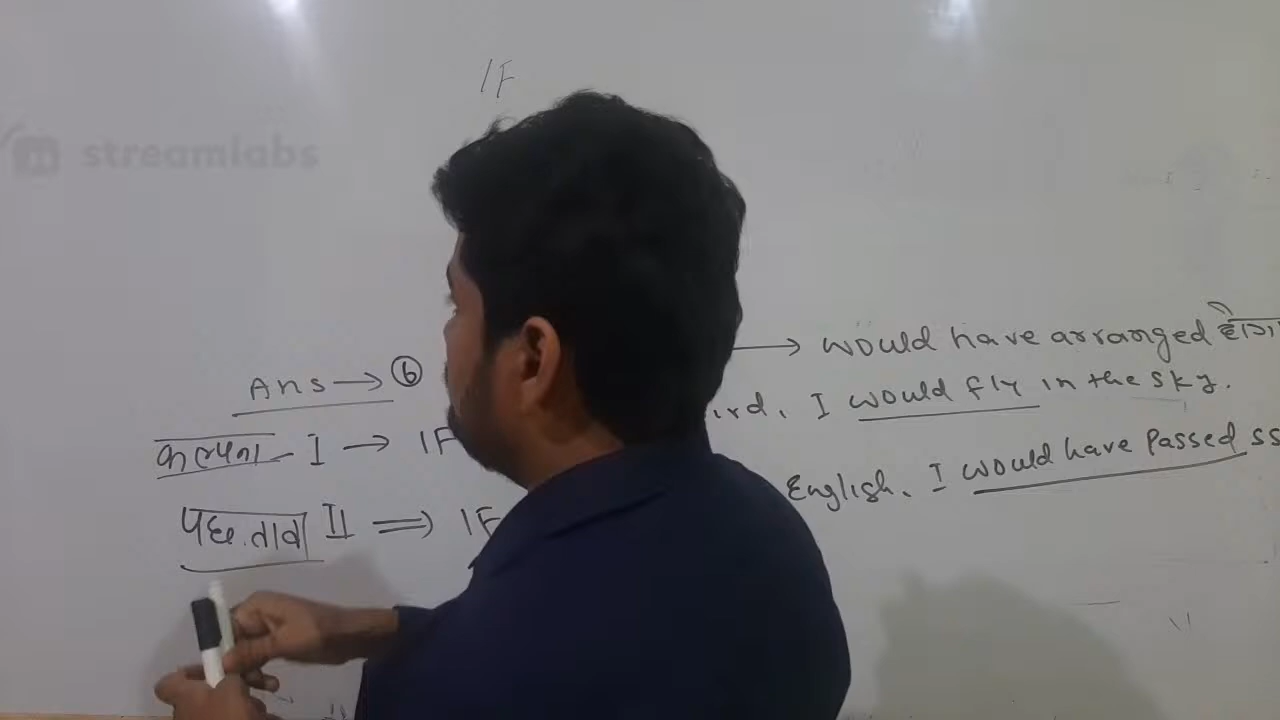 IF
streamlabs
Ans → ⑥ → would have arranged होगा
कल्पना - I → IF ird, I would fly in the sky.
पछतावा II ⇒ IF English, I would have passed SS